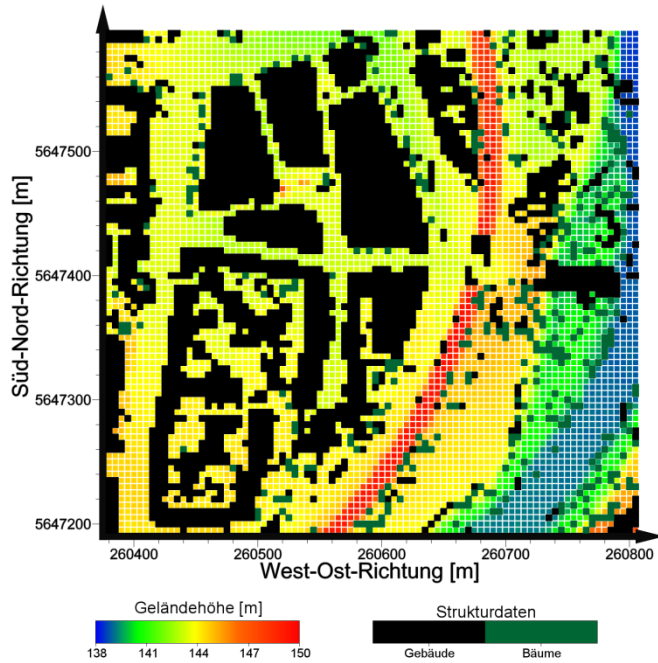 Süd-Nord-Richtung [m]
5647500
5647400
5647300
5647200
260400 260500 260600 260700 260800
West-Ost-Richtung [m]
Geländehöhe [m]
138 141 144 147 150
Strukturdaten
Gebäude Bäume